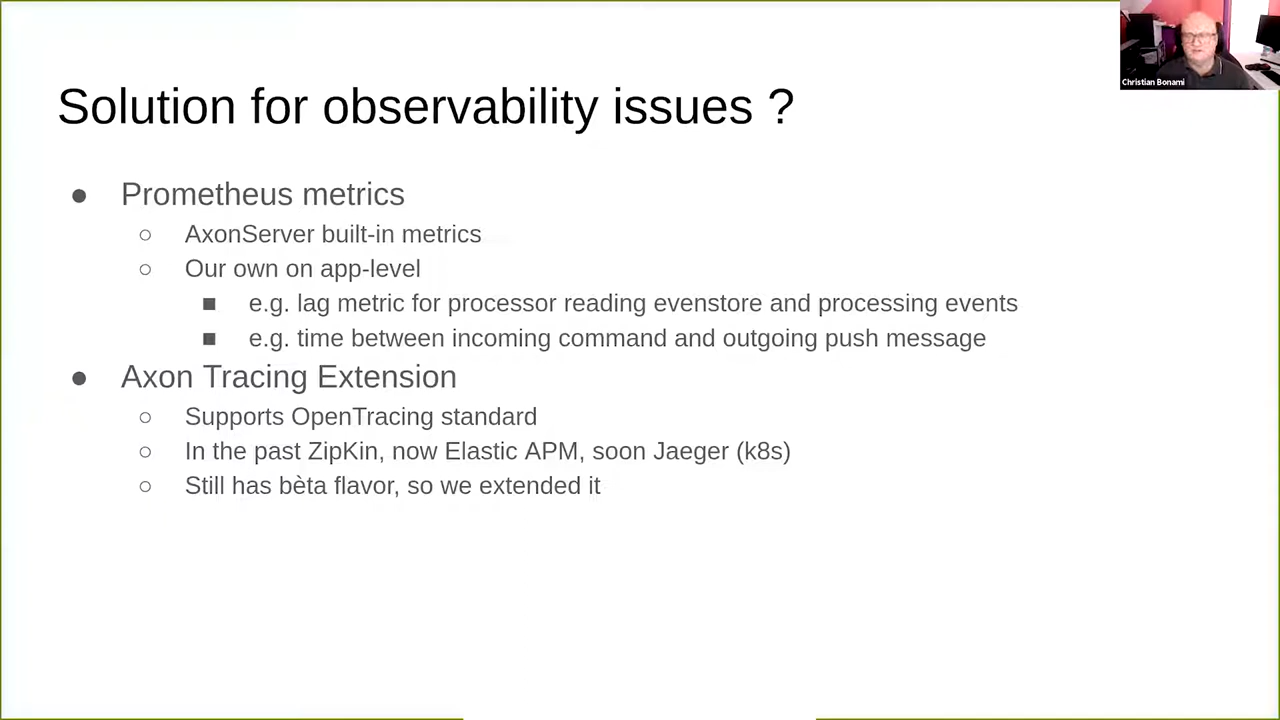 Christian Bonami
Solution for observability issues ?
● Prometheus metrics
○ AxonServer built-in metrics
○ Our own on app-level
■ e.g. lag metric for processor reading evenstore and processing events
■ e.g. time between incoming command and outgoing push message
● Axon Tracing Extension
○ Supports OpenTracing standard
○ In the past ZipKin, now Elastic APM, soon Jaeger (k8s)
○ Still has bèta flavor, so we extended it